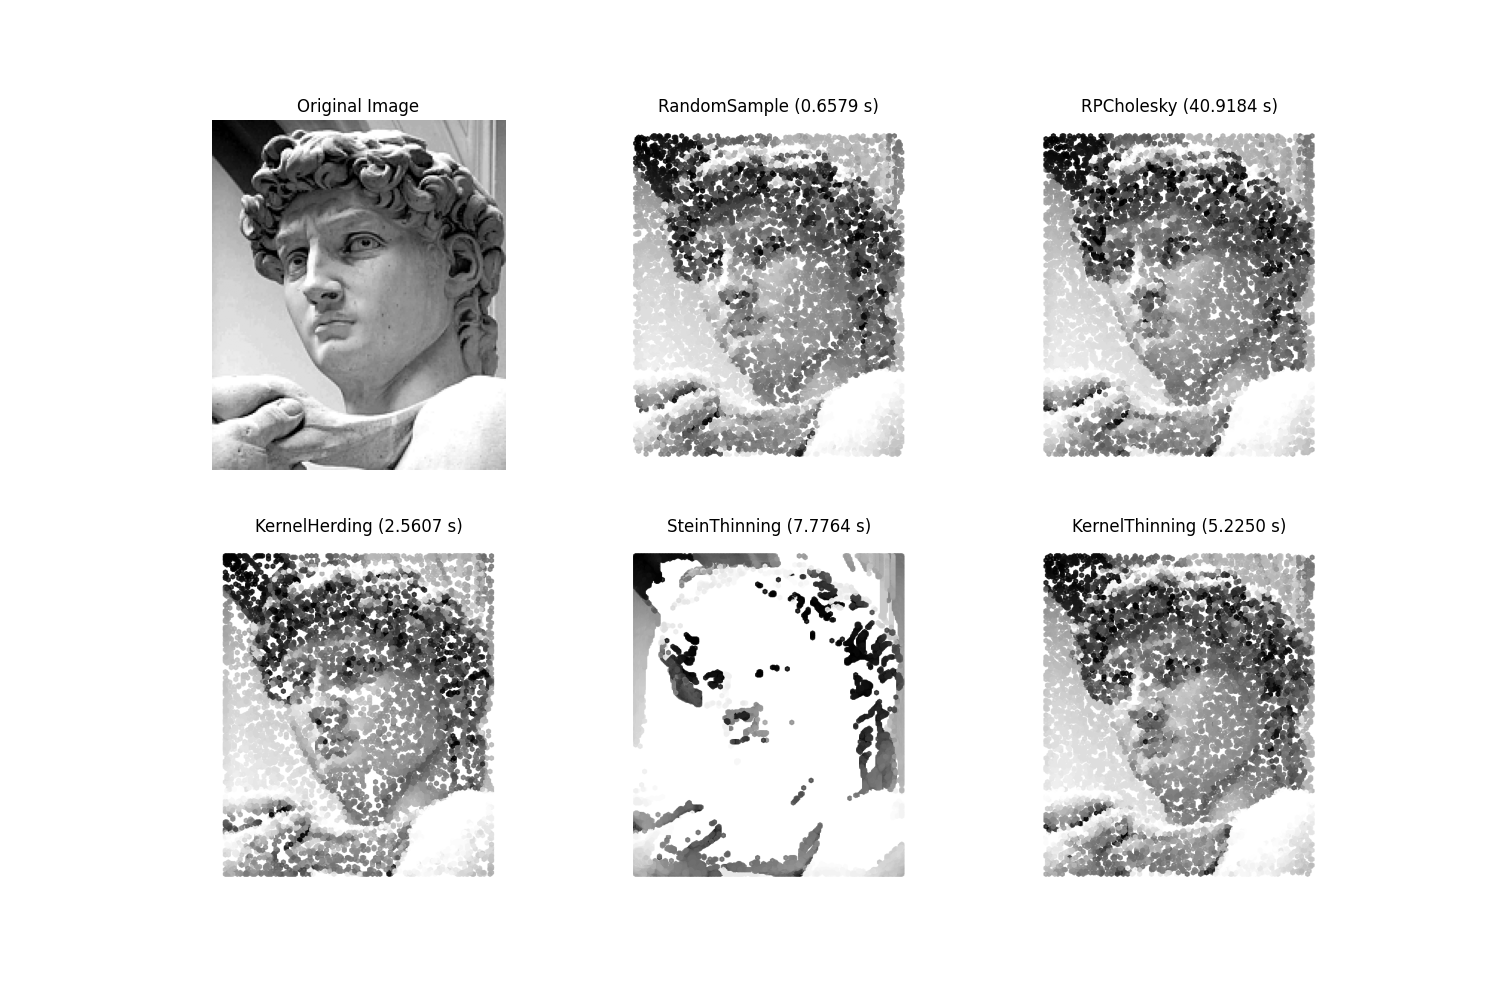 Original Image
RandomSample (0.6579 s)
RPCholesky (40.9184 s)
KernelHerding (2.5607 s)
SteinThinning (7.7764 s)
KernelThinning (5.2250 s)